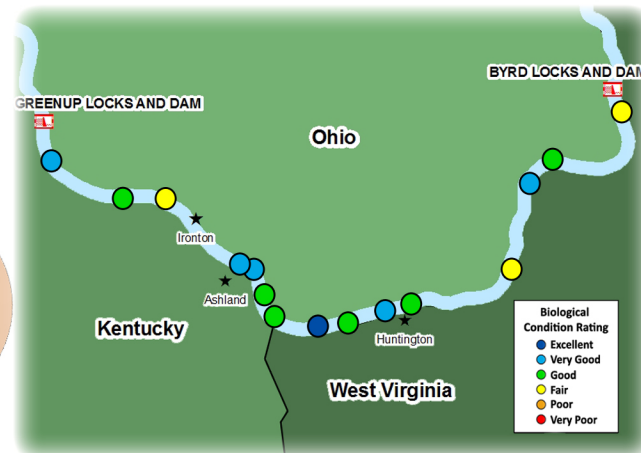 BYRD LOCKS AND DAM
GREENUP LOCKS AND DAM
Ohio
Ironton
Ashland
Kentucky
Huntington
West Virginia
Biological
Condition Rating
Excellent
Very Good
Good
Fair
Poor
Very Poor